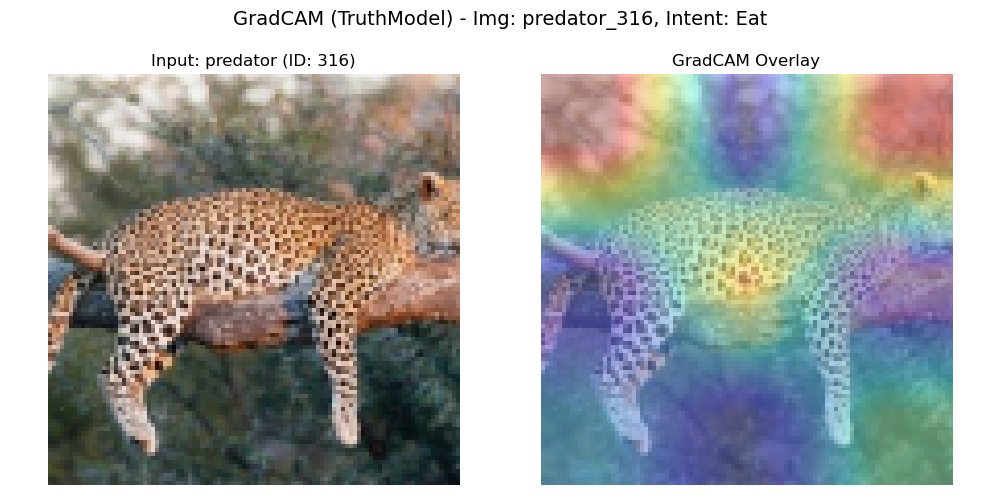 GradCAM (TruthModel) - Img: predator_316, Intent: Eat
Input: predator (ID: 316)
GradCAM Overlay